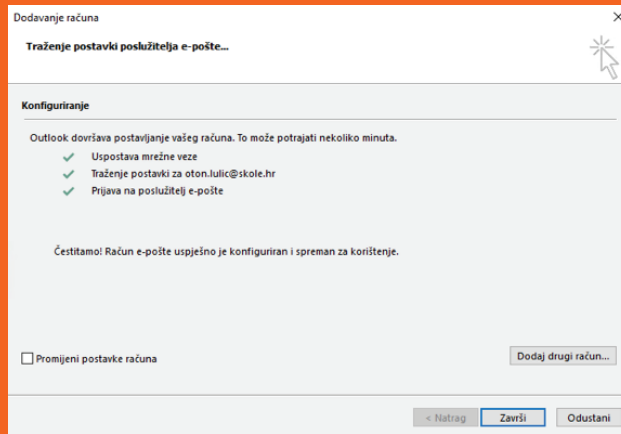 Dodavanje računa
Traženje postavki poslužitelja e-pošte...
Konfiguriranje
Outlook dovršava postavljanje vašeg računa. To može potrajati nekoliko minuta.
Uspostava mrežne veze
Traženje postavki za oton.lulic@skole.hr
Prijava na poslužitelj e-pošte
Čestitamo! Račun e-pošte uspješno je konfiguriran i spreman za korištenje.
Promijeni postavke računa
Dodaj drugi račun...
< Natrag
Završi
Odustani